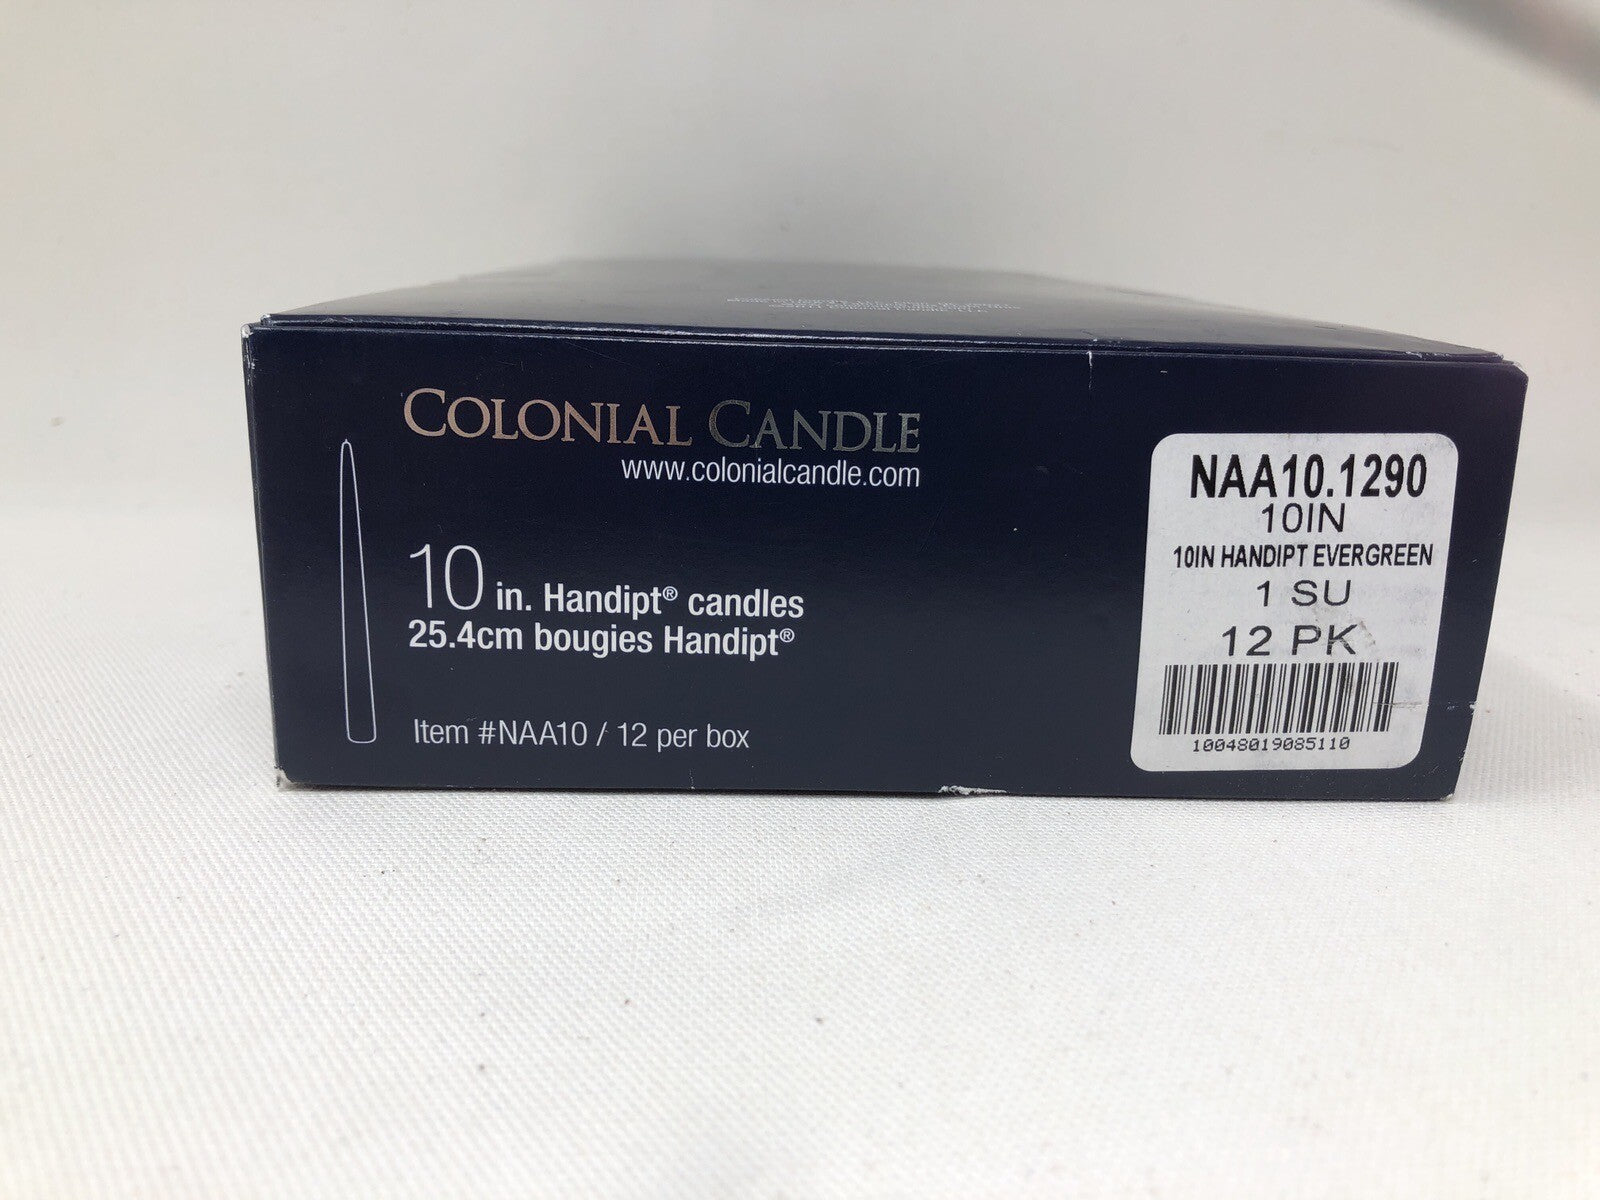 COLONIAL CANDLE
www.colonialcandle.com
10 in. Handipt® candles
25.4cm bougies Handipt®
Item #NAA10 / 12 per box
NAA10.1290
10IN
10IN HANDIPT EVERGREEN
1 SU
12 PK
10048019085110